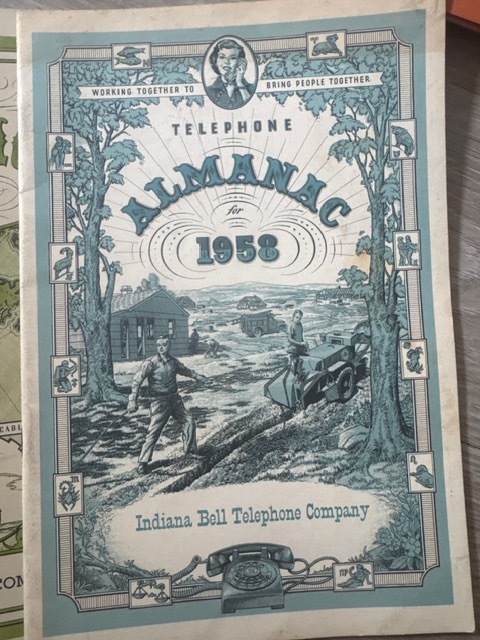 WORKING TOGETHER TO BRING PEOPLE TOGETHER
TELEPHONE
ALMANAC
for
1958
Indiana Bell Telephone Company